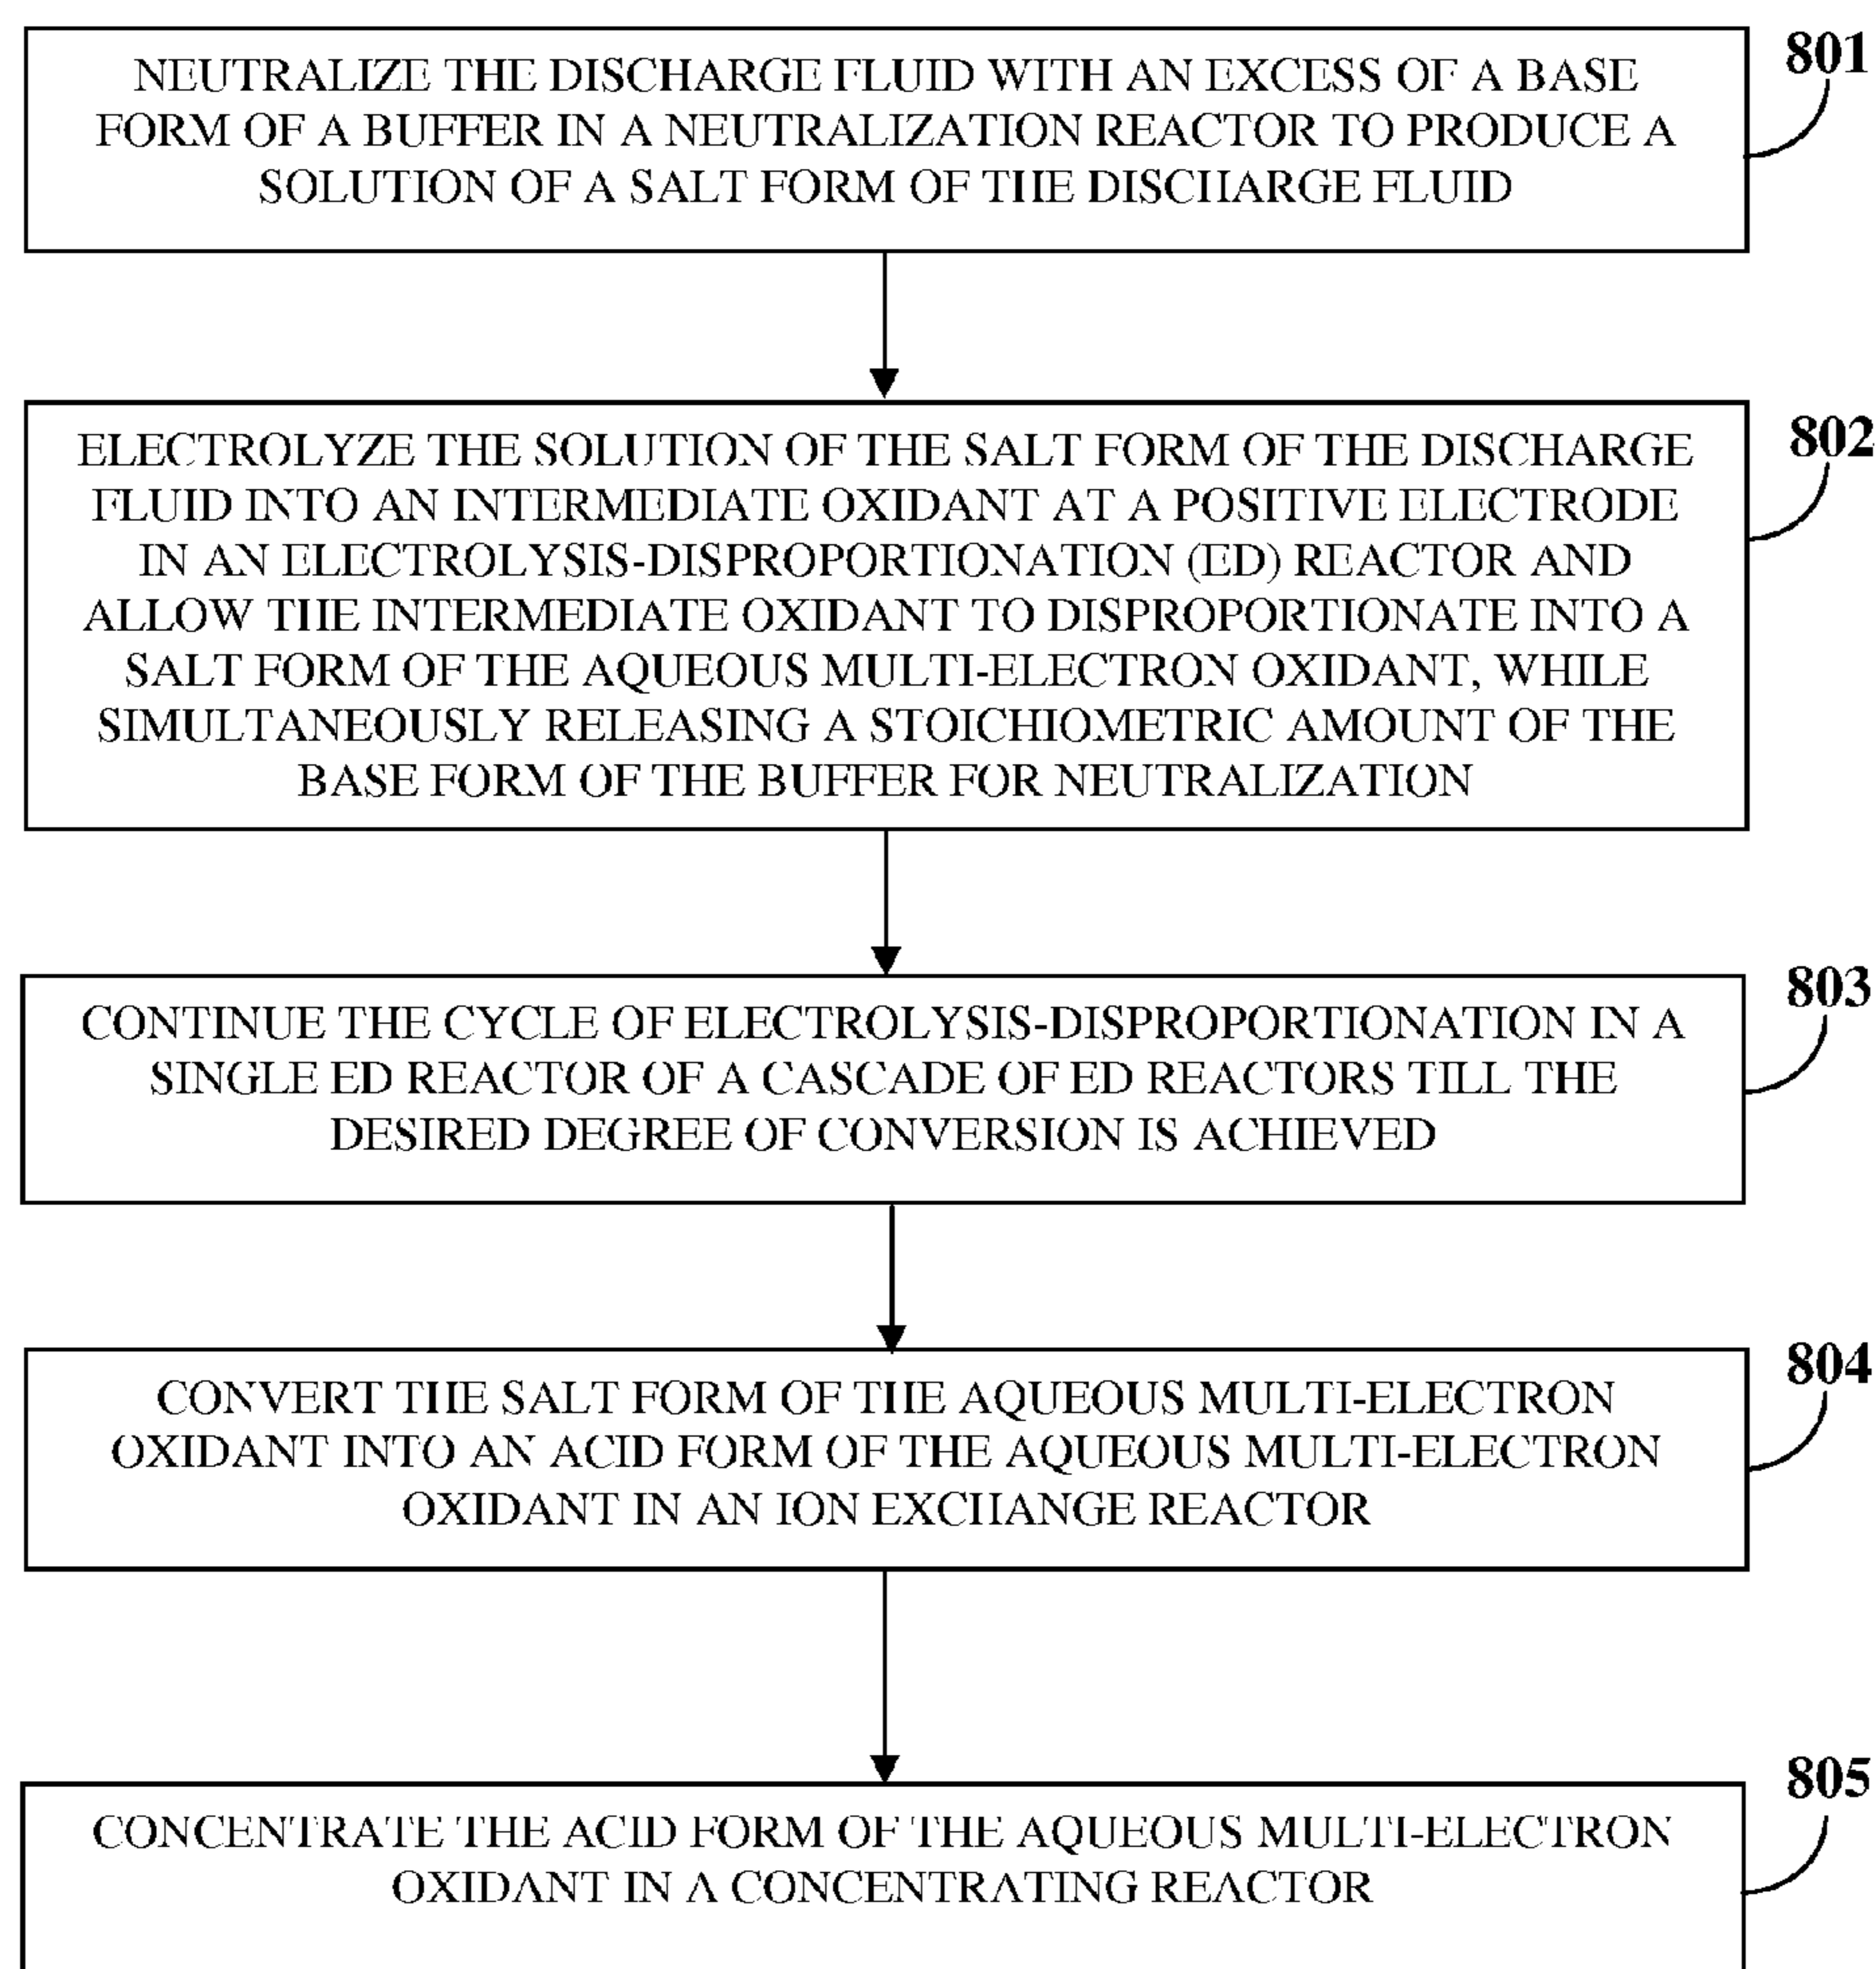 801
NEUTRALIZE THE DISCHARGE FLUID WITH AN EXCESS OF A BASE
FORM OF A BUFFER IN A NEUTRALIZATION REACTOR TO PRODUCE A
SOLUTION OF A SALT FORM OF THE DISCHARGE FLUID
802
ELECTROLYZE THE SOLUTION OF THE SALT FORM OF THE DISCHARGE
FLUID INTO AN INTERMEDIATE OXIDANT AT A POSITIVE ELECTRODE
IN AN ELECTROLYSIS-DISPROPORTIONATION (ED) REACTOR AND
ALLOW THE INTERMEDIATE OXIDANT TO DISPROPORTIONATE INTO A
SALT FORM OF THE AQUEOUS MULTI-ELECTRON OXIDANT, WHILE
SIMULTANEOUSLY RELEASING A STOICHIOMETRIC AMOUNT OF THE
BASE FORM OF THE BUFFER FOR NEUTRALIZATION
803
CONTINUE THE CYCLE OF ELECTROLYSIS-DISPROPORTIONATION IN A
SINGLE ED REACTOR OF A CASCADE OF ED REACTORS TILL THE
DESIRED DEGREE OF CONVERSION IS ACHIEVED
804
CONVERT THE SALT FORM OF THE AQUEOUS MULTI-ELECTRON
OXIDANT INTO AN ACID FORM OF THE AQUEOUS MULTI-ELECTRON
OXIDANT IN AN ION EXCHANGE REACTOR
805
CONCENTRATE THE ACID FORM OF THE AQUEOUS MULTI-ELECTRON
OXIDANT IN A CONCENTRATING REACTOR